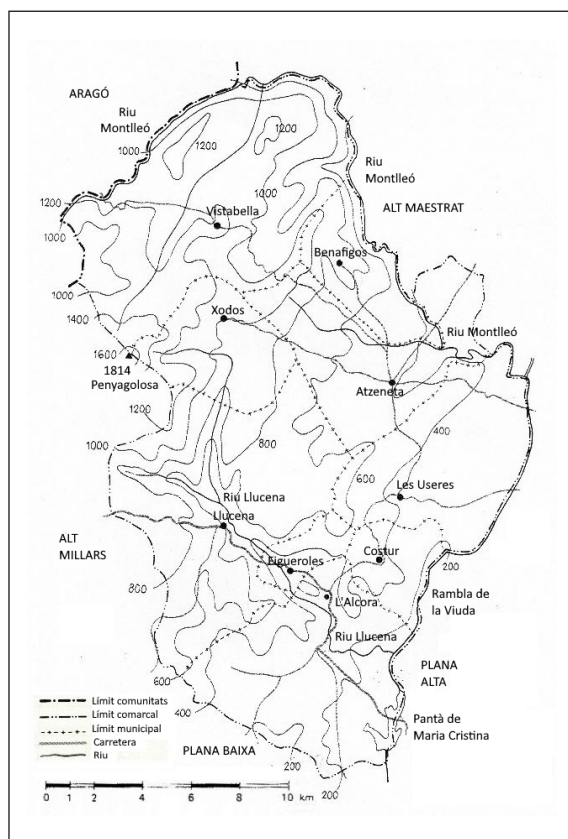 ARAGÓ
Riu
Montlleó
1000
1200
1200
1200
1000
1000
Riu
Montlleó
ALT MAESTRAT
Vistabella
Benafigos
1000
1400
Xodos
Riu Montlleó
1600
1814
Penyagolosa
Atzeneta
1200
400
800
1000
600
Les Useres
Riu Llucena
Llucena
ALT
MILLARS
Costur
200
Figueroles
800
L'Alcora
Rambla de
la Viuda
Riu Llucena
PLANA
ALTA
600
400
Pantà de
Maria Cristina
PLANA BAIXA
200
200
Límit comunitats
Límit comarcal
Límit municipal
Carretera
Riu
0 1 2 4 6 8 10 km